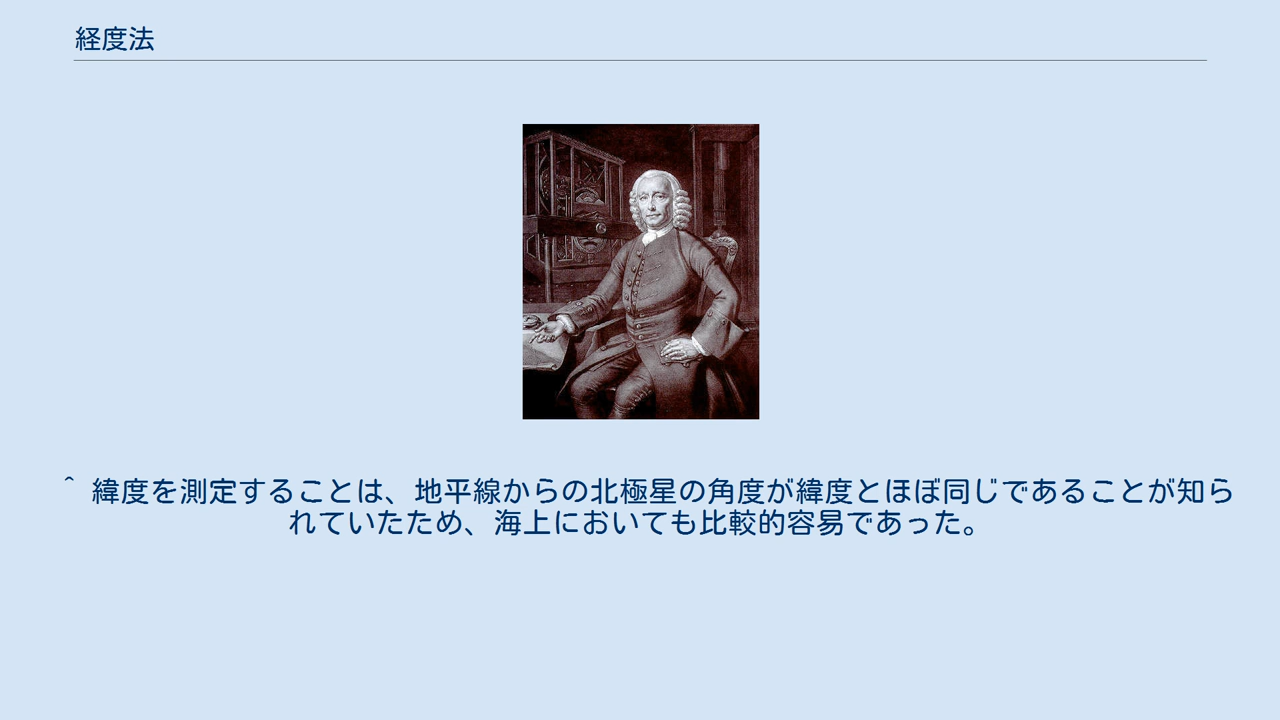 経度法
^ 緯度を測定することは、地平線からの北極星の角度が緯度とほぼ同じであることが知ら
れていたため、海上においても比較的容易であった。